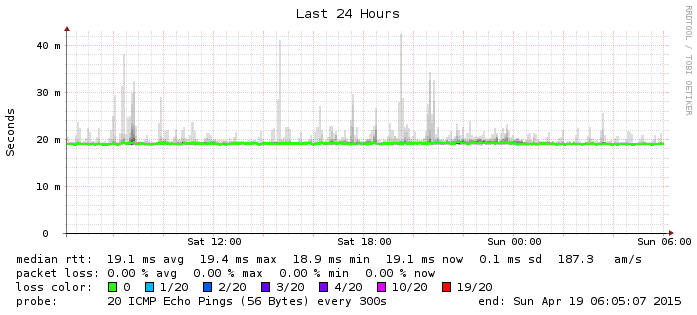 Last 24 Hours
RRDTOOL / TOBI OETIKER
Seconds
40 m
30 m
20 m
10 m
0
Sat 12:00 Sat 18:00 Sun 00:00 Sun 06:00
median rtt: 19.1 ms avg 19.4 ms max 18.9 ms min 19.1 ms now 0.1 ms sd 187.3 am/s
packet loss: 0.00 % avg 0.00 % max 0.00 % min 0.00 % now
loss color: 0 1/20 2/20 3/20 4/20 10/20 19/20
probe: 20 ICMP Echo Pings (56 Bytes) every 300s end: Sun Apr 19 06:05:07 2015